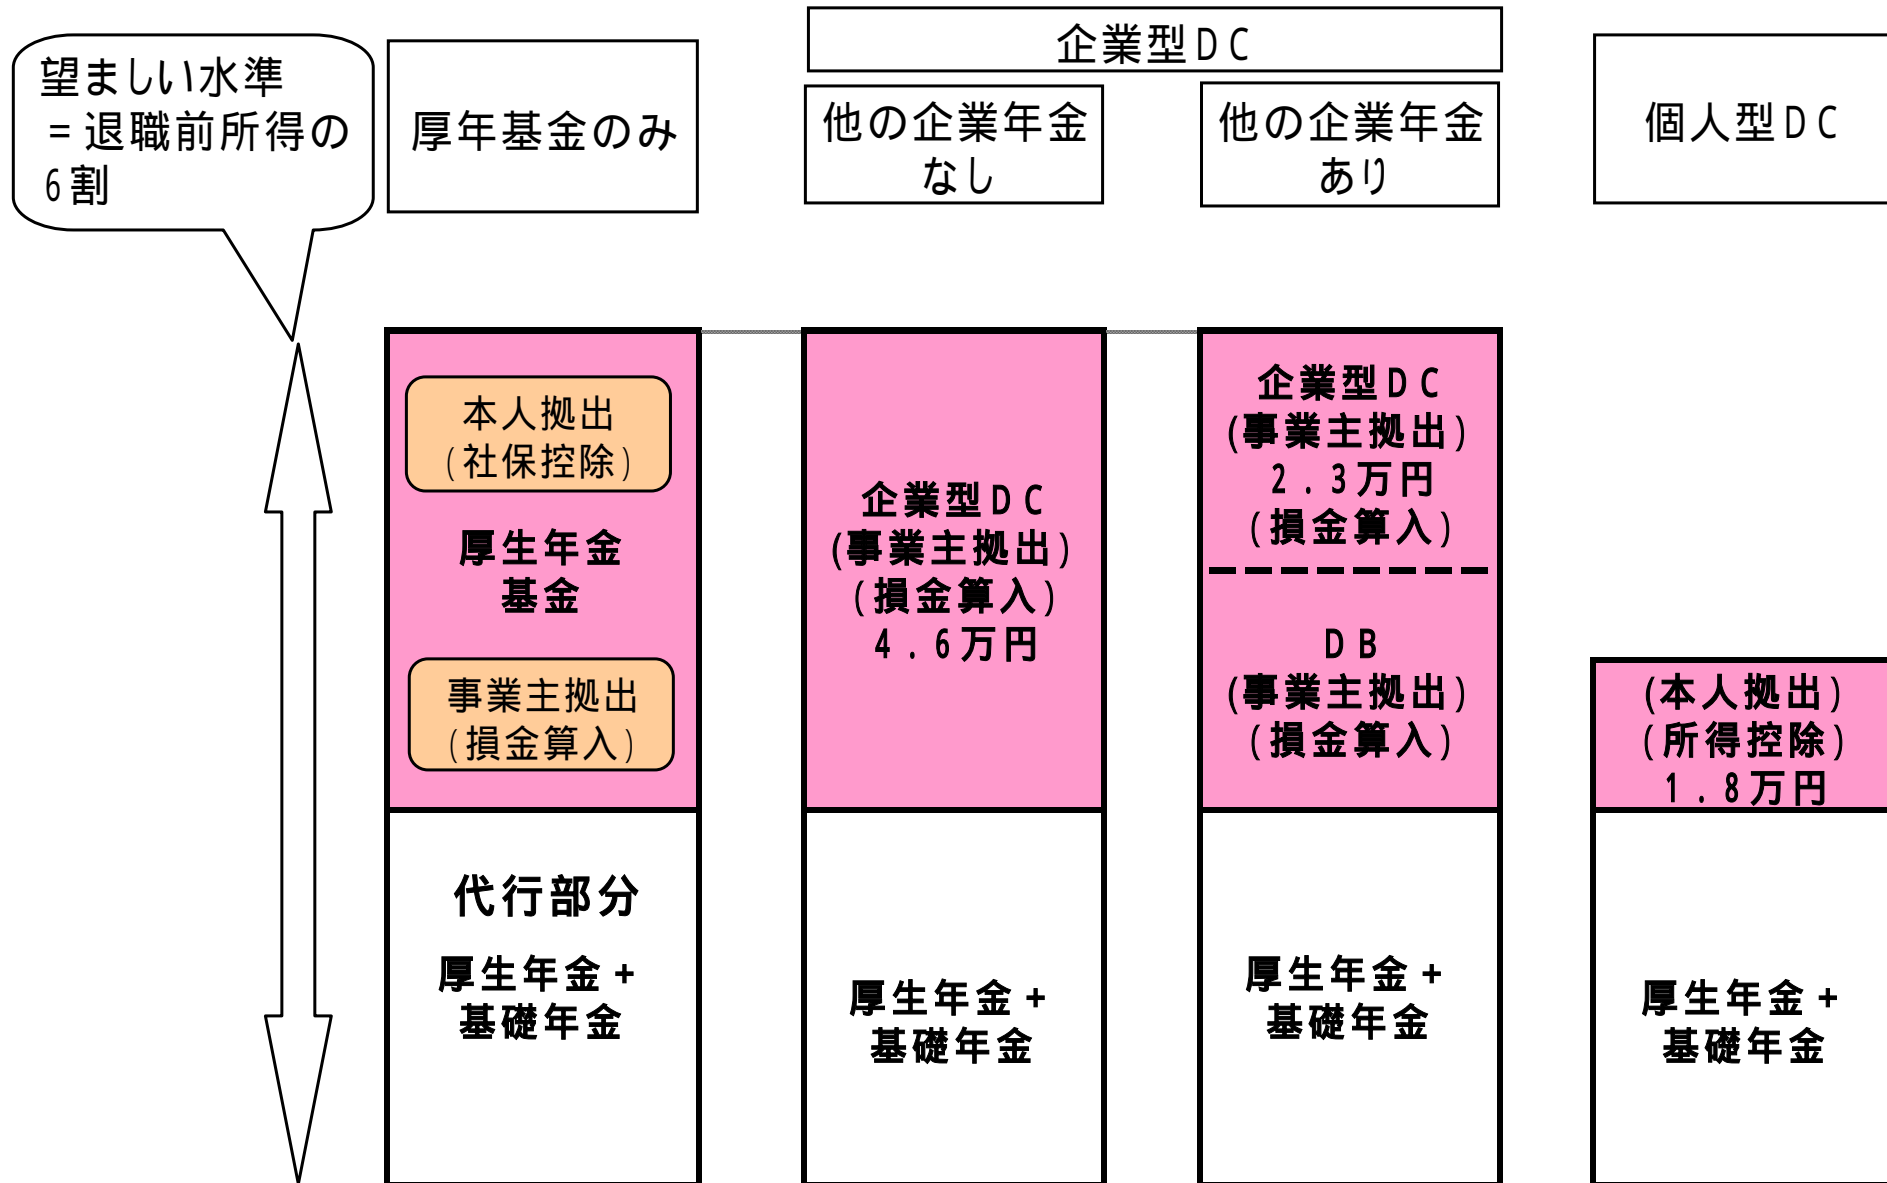 望ましい水準
=退職前所得の
6割
厚年基金のみ
企業型DC
他の企業年金
なし
他の企業年金
あり
個人型DC
本人拠出
(社保控除)
厚生年金
基金
事業主拠出
(損金算入)
代行部分
厚生年金+
基礎年金
企業型DC
(事業主拠出)
(損金算入)
4.6万円
厚生年金+
基礎年金
企業型DC
(事業主拠出)
2.3万円
(損金算入)
DB
(事業主拠出)
(損金算入)
厚生年金+
基礎年金
(本人拠出)
(所得控除)
1.8万円
厚生年金+
基礎年金